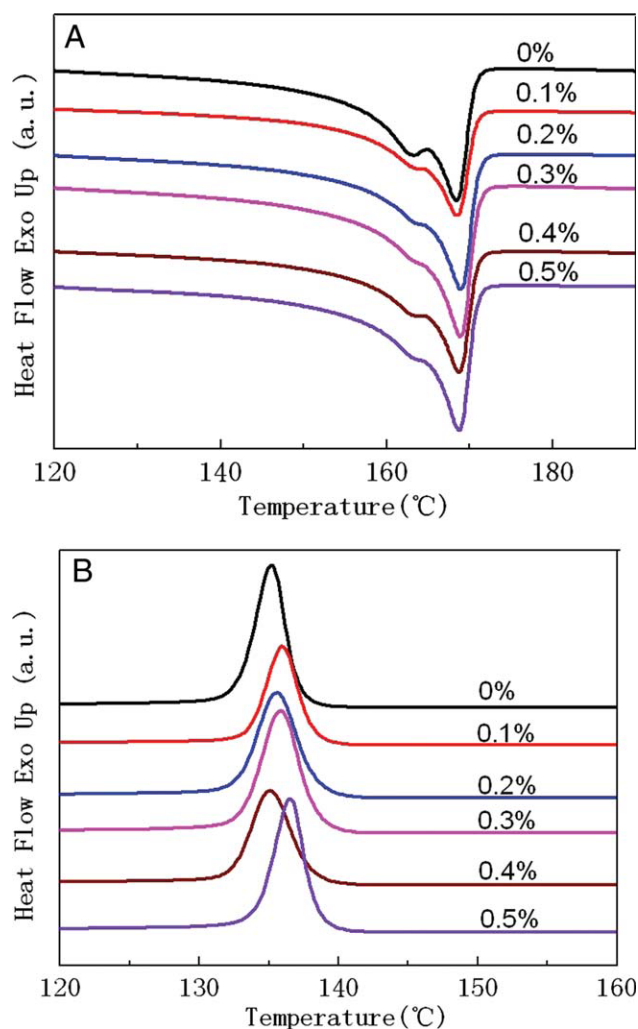 A
0%
0.1%
0.2%
0.3%
0.4%
0.5%
Heat Flow Exo Up (a.u.)
120 140 160 180
Temperature(℃)
B
0%
0.1%
0.2%
0.3%
0.4%
0.5%
Heat Flow Exo Up (a.u.)
120 130 140 150 160
Temperature(℃)